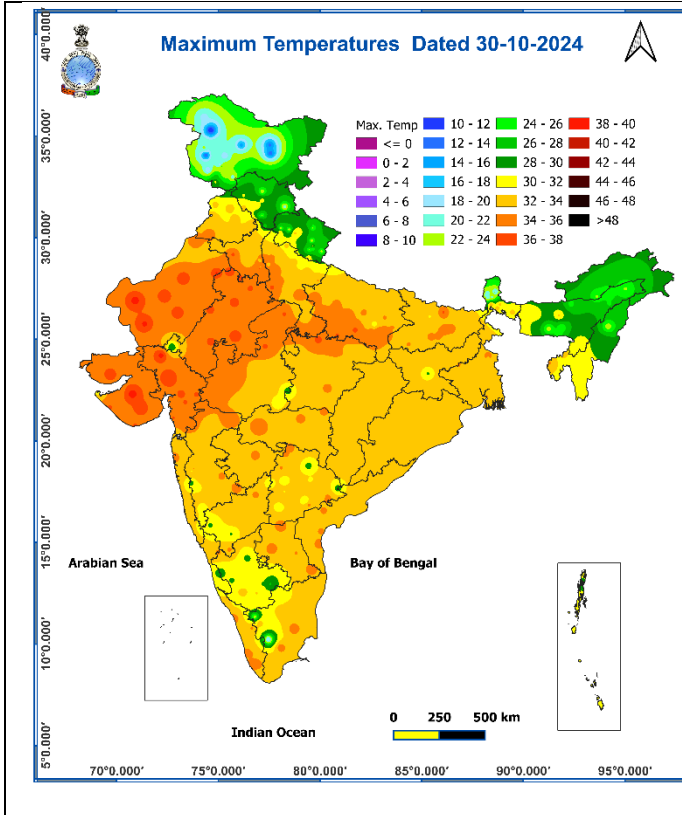 Maximum Temperatures Dated 30-10-2024
Max. Temp
<= 0
0 - 2
2 - 4
4 - 6
6 - 8
8 - 10
10 - 12
12 - 14
14 - 16
16 - 18
18 - 20
20 - 22
22 - 24
24 - 26
26 - 28
28 - 30
30 - 32
32 - 34
34 - 36
36 - 38
38 - 40
40 - 42
42 - 44
44 - 46
46 - 48
>48
40°0.000'
35°0.000'
30°0.000'
25°0.000'
20°0.000'
15°0.000'
10°0.000'
5°0.000'
Arabian Sea
Bay of Bengal
Indian Ocean
0 250 500 km
70°0.000' 75°0.000' 80°0.000' 85°0.000' 90°0.000' 95°0.000'